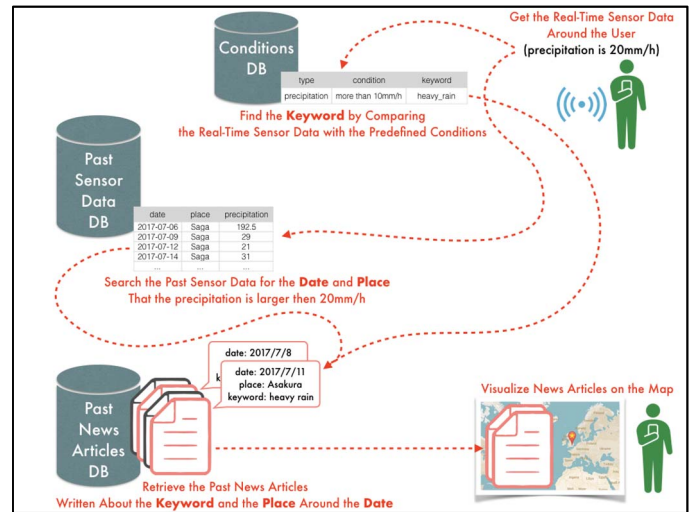 Get the Real-Time Sensor Data
Around the User
(precipitation is 20mm/h)
Conditions
DB
type condition keyword
precipitation more than 10mm/h heavy_rain
Find the Keyword by Comparing
the Real-Time Sensor Data with the Predefined Conditions
Past
Sensor
Data
DB
date place precipitation
2017-07-06 Saga 192.5
2017-07-09 Saga 29
2017-07-12 Saga 21
2017-07-14 Saga 31
... ... ...
Search the Past Sensor Data for the Date and Place
That the precipitation is larger then 20mm/h
Past
News
Articles
DB
date: 2017/7/8
k
date: 2017/7/11
place: Asakura
keyword: heavy rain
Visualize News Articles on the Map
Retrieve the Past News Articles
Written About the Keyword and the Place Around the Date